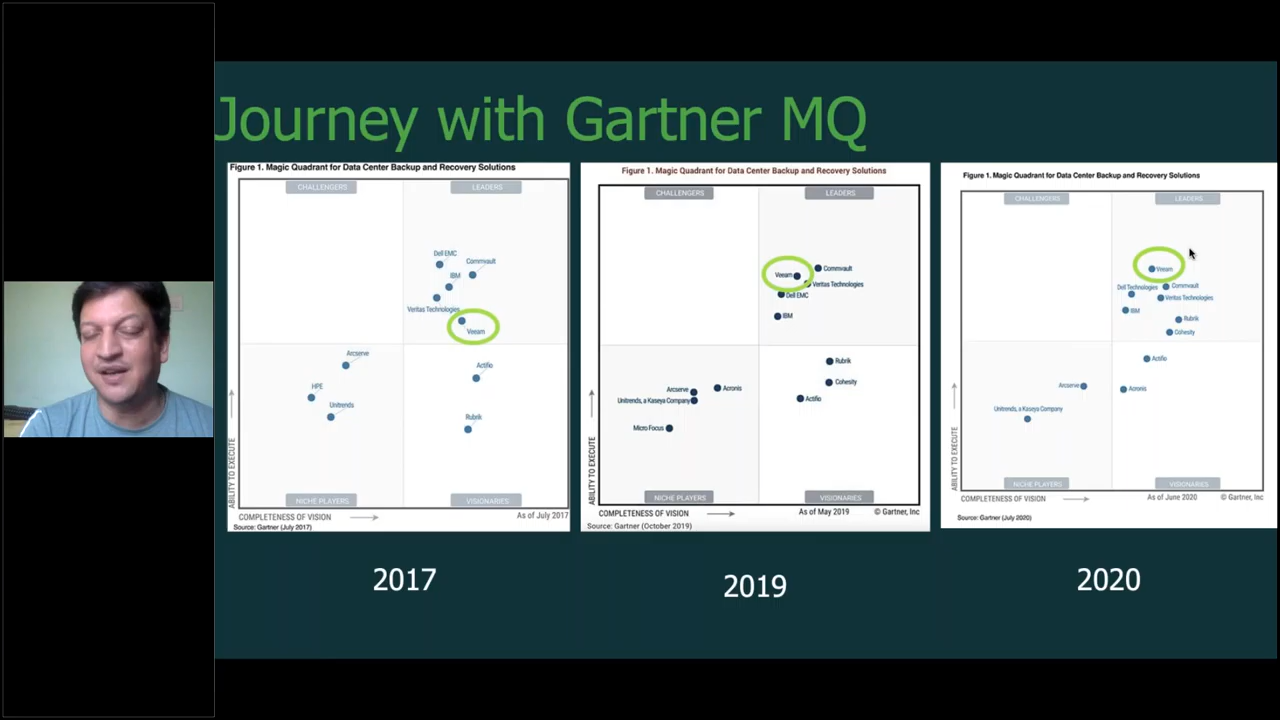 Journey with Gartner MQ
Figure 1. Magic Quadrant for Data Center Backup and Recovery Solutions
CHALLENGERS
LEADERS
Dell EMC
Commvault
IBM
Veritas Technologies
Veeam
Arcserve
Actifio
HPE
Unitrends
Rubrik
NICHE PLAYERS
VISIONARIES
ABILITY TO EXECUTE
COMPLETENESS OF VISION
As of July 2017
Source: Gartner (July 2017)
2017
Figure 1. Magic Quadrant for Data Center Backup and Recovery Solutions
CHALLENGERS
LEADERS
Veeam
Commvault
Veritas Technologies
Dell EMC
IBM
Rubrik
Cohesity
Arcserve
Acronis
Unitrends, a Kaseya Company
Actifio
Micro Focus
NICHE PLAYERS
VISIONARIES
ABILITY TO EXECUTE
COMPLETENESS OF VISION
As of May 2019
© Gartner, Inc
Source: Gartner (October 2019)
2019
Figure 1. Magic Quadrant for Data Center Backup and Recovery Solutions
CHALLENGERS
LEADERS
Veeam
Dell Technologies
Commvault
Veritas Technologies
IBM
Rubrik
Cohesity
Actifio
Arcserve
Acronis
Unitrends, a Kaseya Company
NICHE PLAYERS
VISIONARIES
ABILITY TO EXECUTE
COMPLETENESS OF VISION
As of June 2020
© Gartner, Inc
Source: Gartner (July 2020)
2020